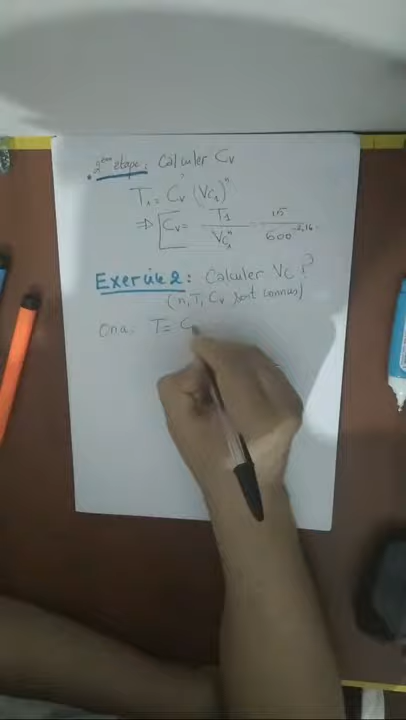 . 2ème étape: Calculer Cv
T1 = Cv (Vc1)^n
⇒ Cv = T1 / Vc1^n = 15 / 600^-2,16
Exercice 2: Calculer Vc ?
(n, T, Cv sont connus)
On a: T = C